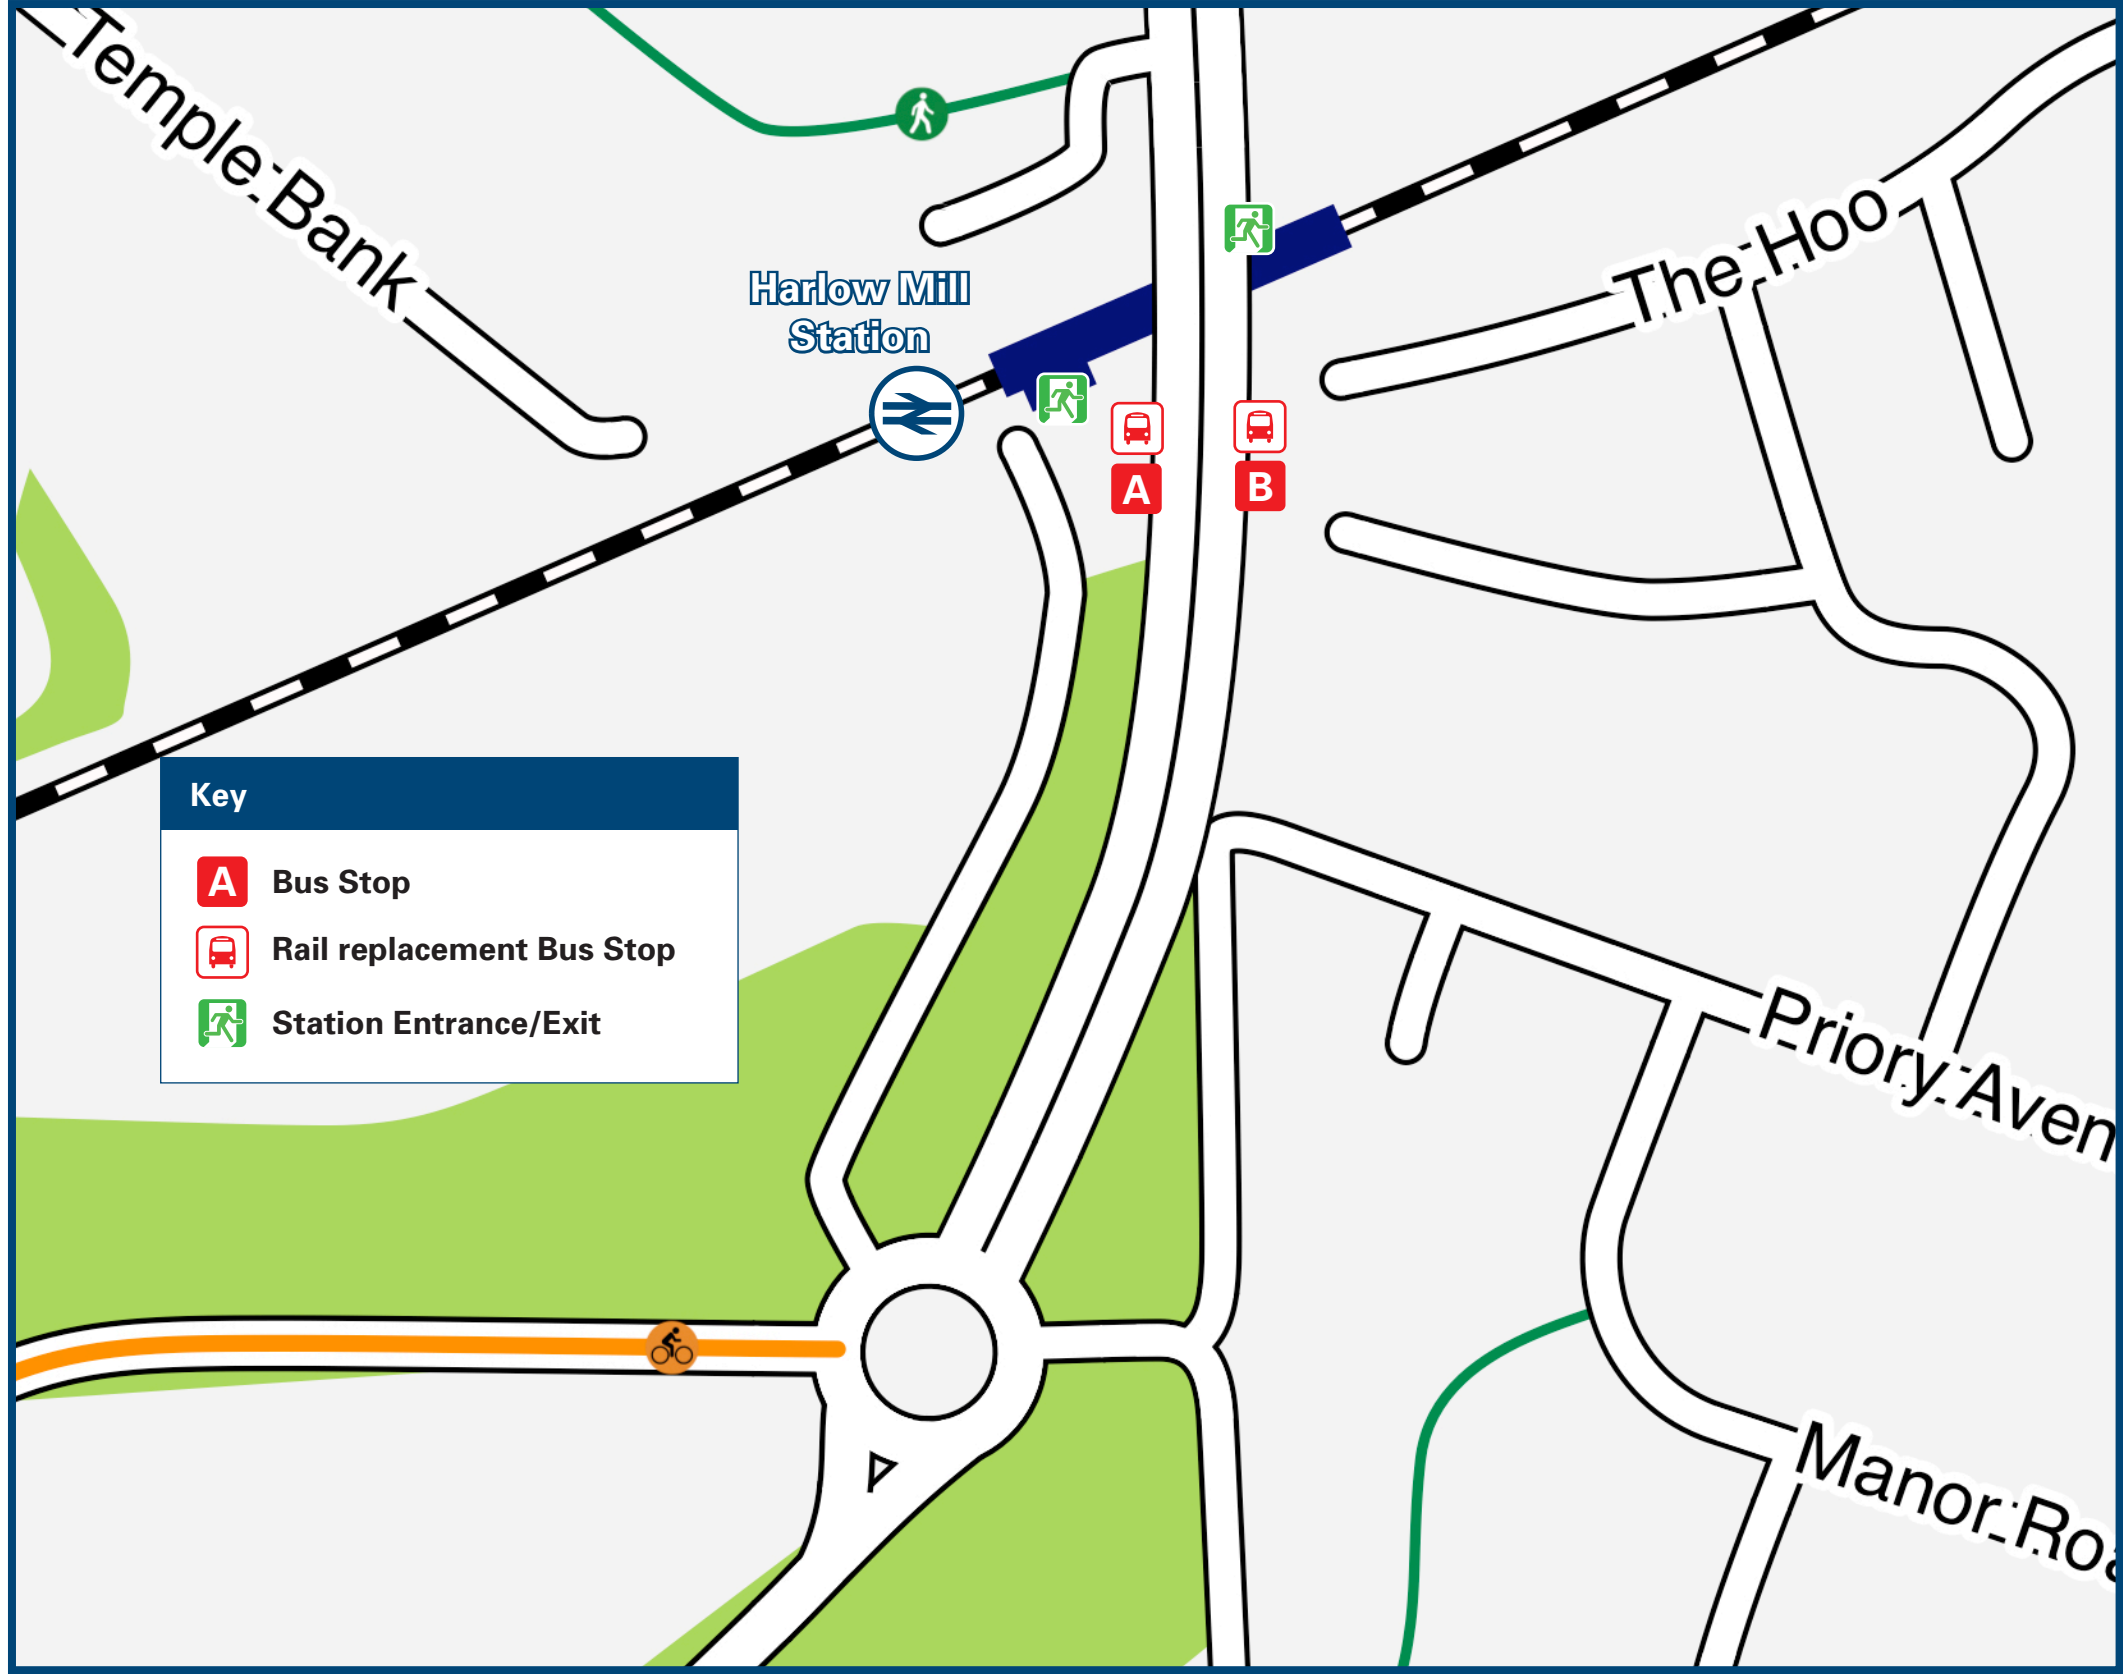 Temple Bank
Harlow Mill
Station
The Hoo
A
B
Key
A Bus Stop
Rail replacement Bus Stop
Station Entrance/Exit
Priory Aven
Manor Roa